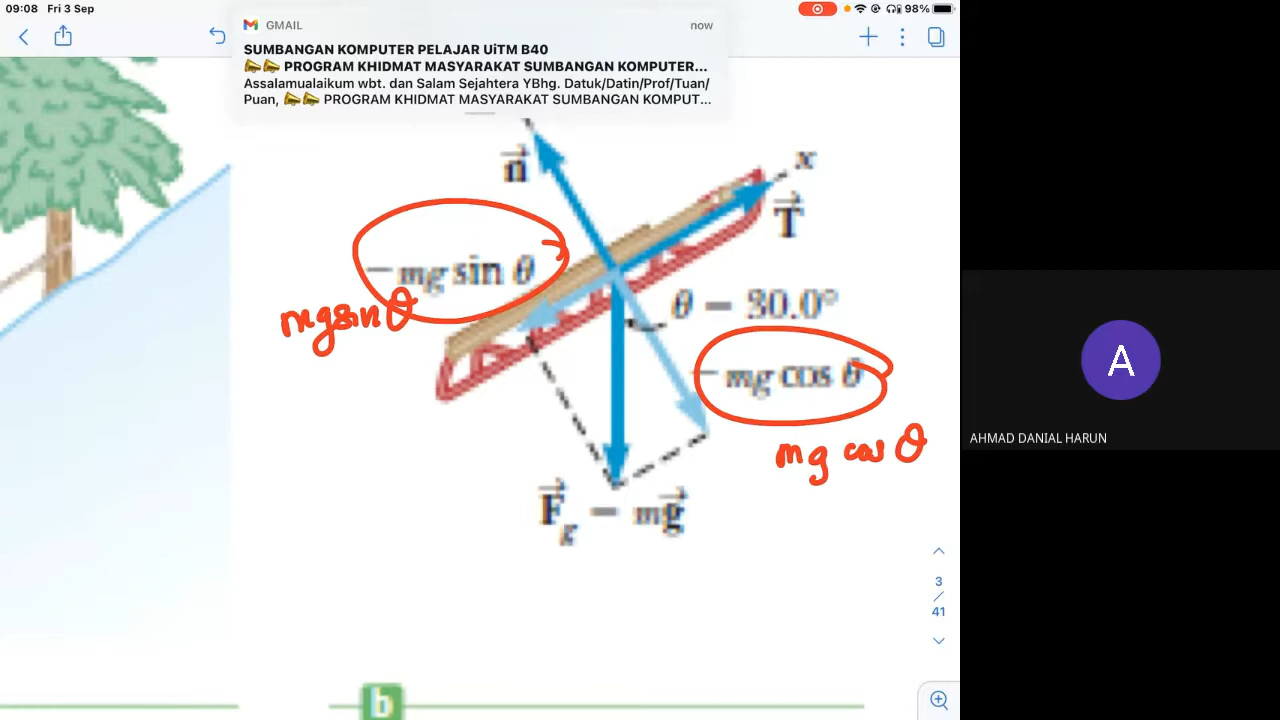 09:08 Fri 3 Sep
98%
GMAIL
now
SUMBANGAN KOMPUTER PELAJAR UiTM B40
📣📣 PROGRAM KHIDMAT MASYARAKAT SUMBANGAN KOMPUTER...
Assalamualaikum wbt. dan Salam Sejahtera YBhg. Datuk/Datin/Prof/Tuan/
Puan, 📣📣 PROGRAM KHIDMAT MASYARAKAT SUMBANGAN KOMPUT...
n⃗
x
T⃗
−mg sin θ
mg sin θ
θ = 30.0°
−mg cos θ
mg cos θ
F⃗g = mg⃗
3
/
41
b
A
AHMAD DANIAL HARUN